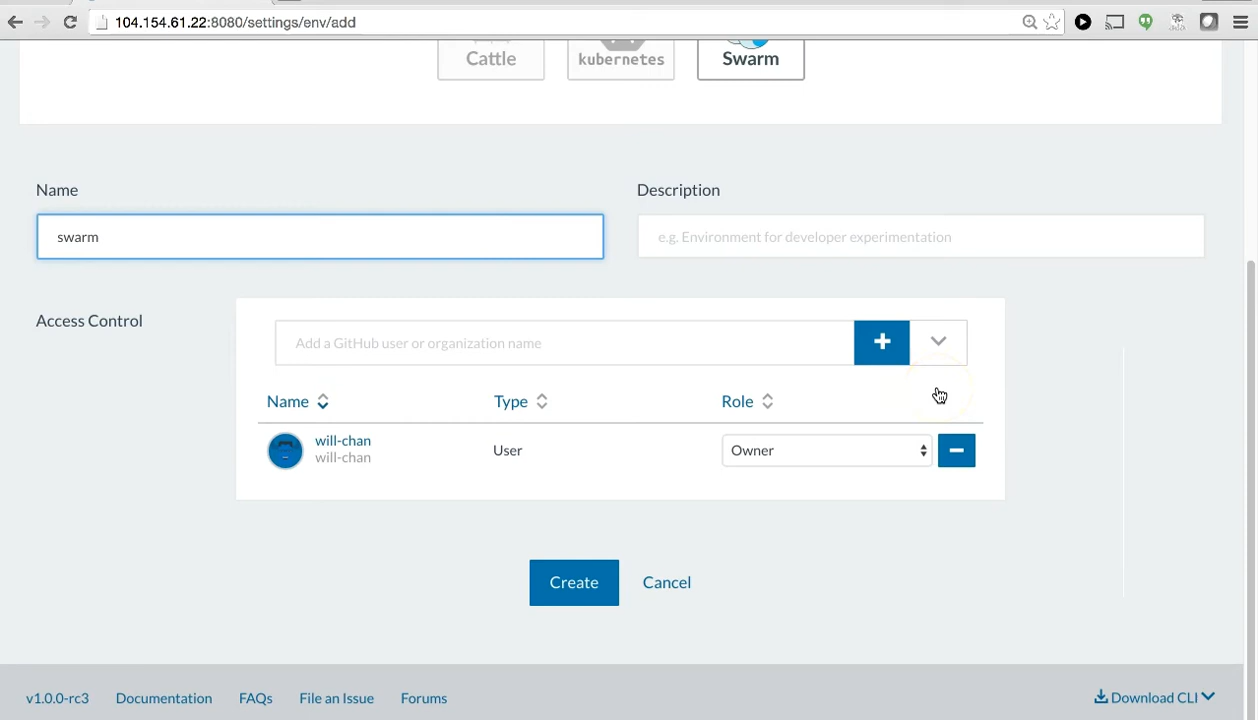 104.154.61.22:8080/settings/env/add
Cattle
kubernetes
Swarm
Name
Description
swarm
e.g. Environment for developer experimentation
Access Control
Add a GitHub user or organization name
Name
Type
Role
will-chan
will-chan
User
Owner
Create
Cancel
v1.0.0-rc3
Documentation
FAQs
File an Issue
Forums
Download CLI